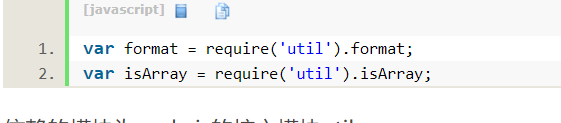 [javascript]
1. var format = require('util').format;
2. var isArray = require('util').isArray;